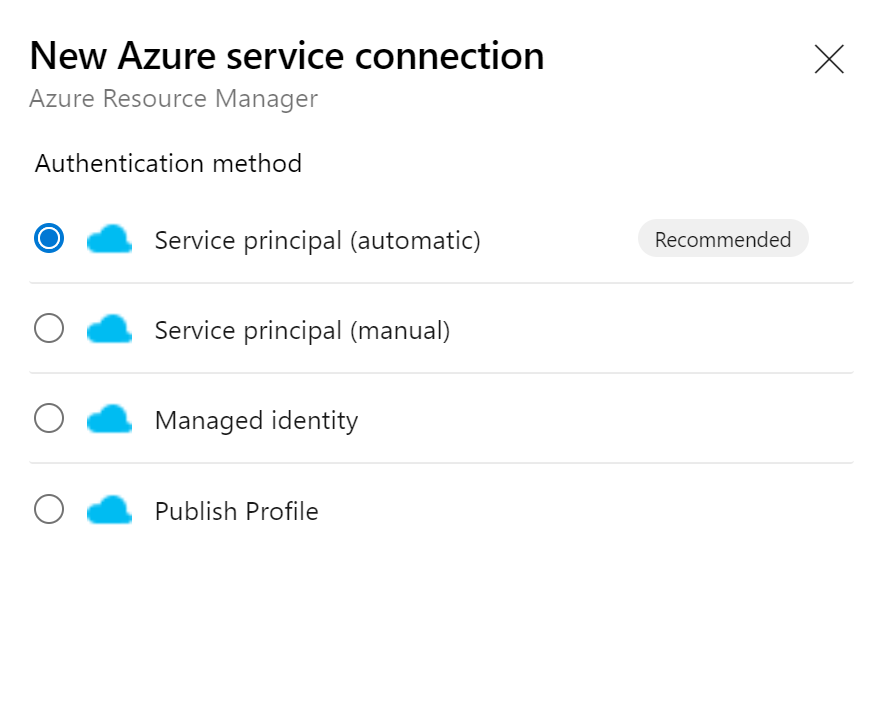 New Azure service connection
Azure Resource Manager
Authentication method
Service principal (automatic) Recommended
Service principal (manual)
Managed identity
Publish Profile